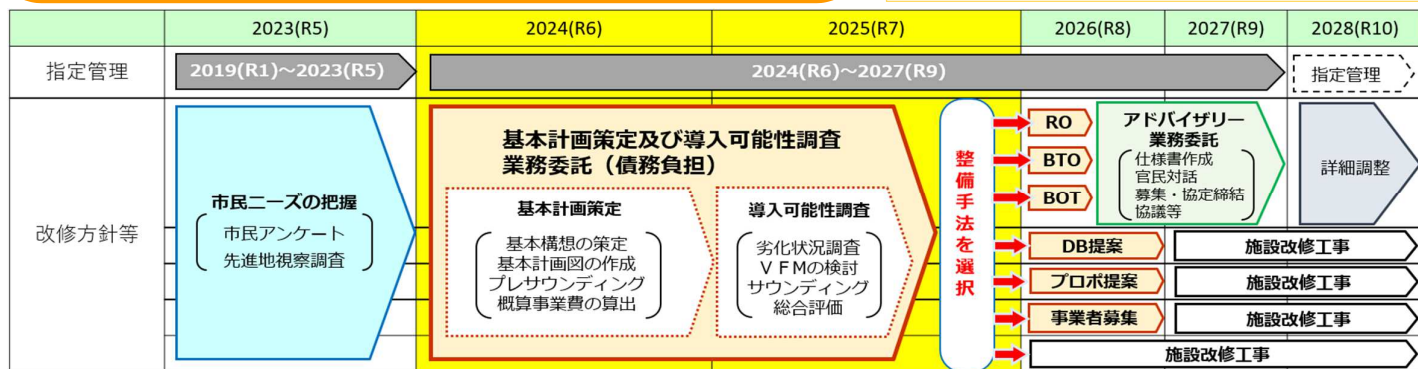 2023(R5)
2024(R6)
2025(R7)
2026(R8)
2027(R9)
2028(R10)
指定管理
2019(R1)～2023(R5)
2024(R6)～2027(R9)
指定管理
改修方針等
市民ニーズの把握
市民アンケート
先進地視察調査
基本計画策定及び導入可能性調査
業務委託（債務負担）
基本計画策定
基本構想の策定
基本計画図の作成
プレサウンディング
概算事業費の算出
導入可能性調査
劣化状況調査
ＶＦＭの検討
サウンディング
総合評価
整備手法を選択
RO
BTO
BOT
アドバイザリー
業務委託
仕様書作成
官民対話
募集・協定締結
協議等
詳細調整
DB提案
施設改修工事
プロポ提案
施設改修工事
事業者募集
施設改修工事
施設改修工事